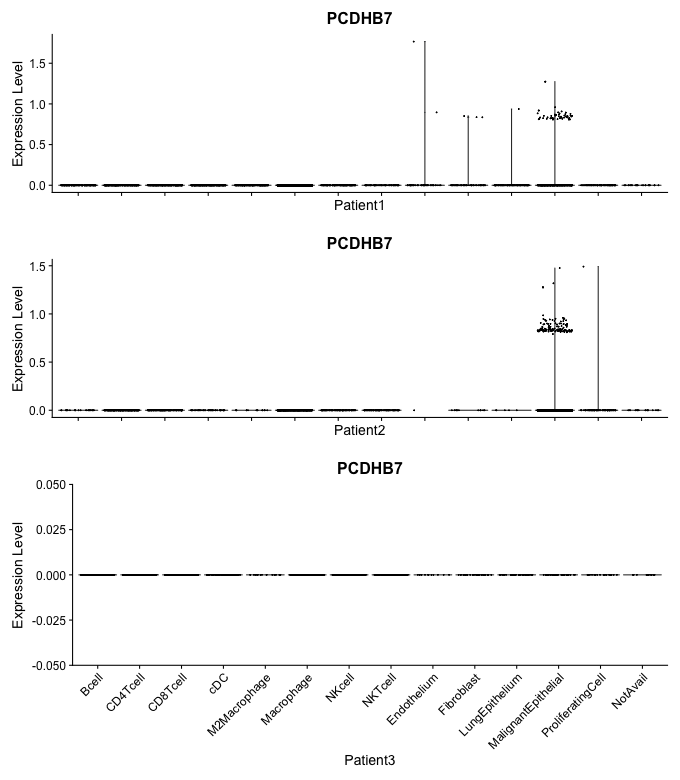 PCDHB7
Expression Level
1.5
1.0
0.5
0.0
Patient1
PCDHB7
Expression Level
1.5
1.0
0.5
0.0
Patient2
PCDHB7
Expression Level
0.050
0.025
0.000
-0.025
-0.050
Bcell
CD4Tcell
CD8Tcell
cDC
M2Macrophage
Macrophage
NKcell
NKTcell
Endothelium
Fibroblast
LungEpithelium
MalignantEpithelial
ProliferatingCell
NotAvail
Patient3